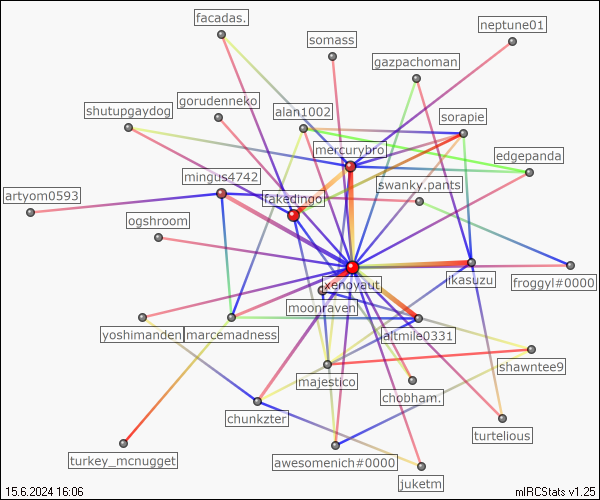 facadas.
neptune01
somass
gazpachoman
gorudenneko
shutupgaydog
alan1002
sorapie
mercurybro
edgepanda
mingus4742
swanky.pants
artyom0593
fakedingo!
ogshroom
xenoyaut
ikasuzu
froggyl#0000
moonraven
yoshimanden
marcemadness
altmile0331
shawntee9
majestico
chobham.
chunkzter
turtelious
turkey_mcnugget
awesomenich#0000
juketm
15.6.2024 16:06
mIRCStats v1.25